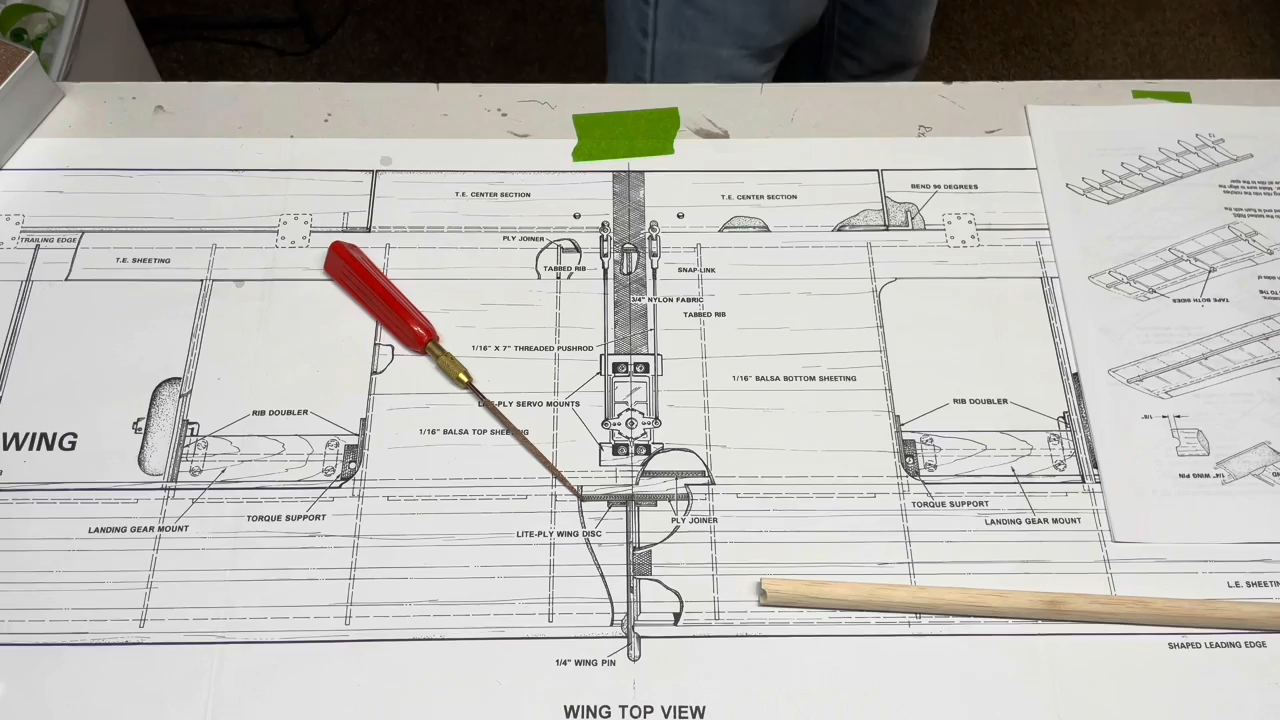 T.E. CENTER SECTION
T.E. CENTER SECTION
BEND 90 DEGREES
TRAILING EDGE
T.E. SHEETING
PLY JOINER
TABBED RIB
SNAP-LINK
3/4" NYLON FABRIC
TABBED RIB
1/16" X 7" THREADED PUSHROD
1/16" BALSA BOTTOM SHEETING
LITE-PLY SERVO MOUNTS
RIB DOUBLER
RIB DOUBLER
1/16" BALSA TOP SHEETING
WING
TORQUE SUPPORT
LANDING GEAR MOUNT
LITE-PLY WING DISC
PLY JOINER
TORQUE SUPPORT
LANDING GEAR MOUNT
1/4" WING PIN
SHAPED LEADING EDGE
WING TOP VIEW
TAPE BOTH SIDES
1/8"
1/4" WING PIN
L.E. SHEETIN